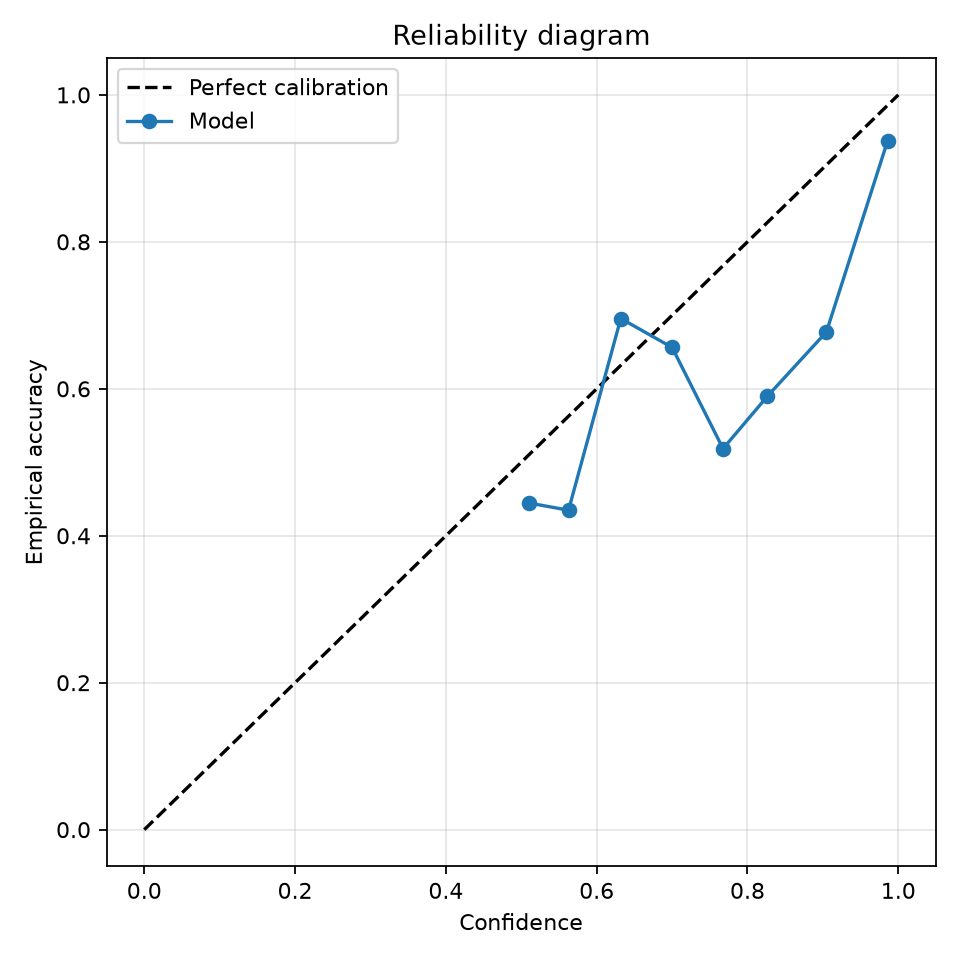 Reliability diagram
Perfect calibration
Model
1.0
0.8
0.6
0.4
0.2
0.0
Empirical accuracy
0.0 0.2 0.4 0.6 0.8 1.0
Confidence